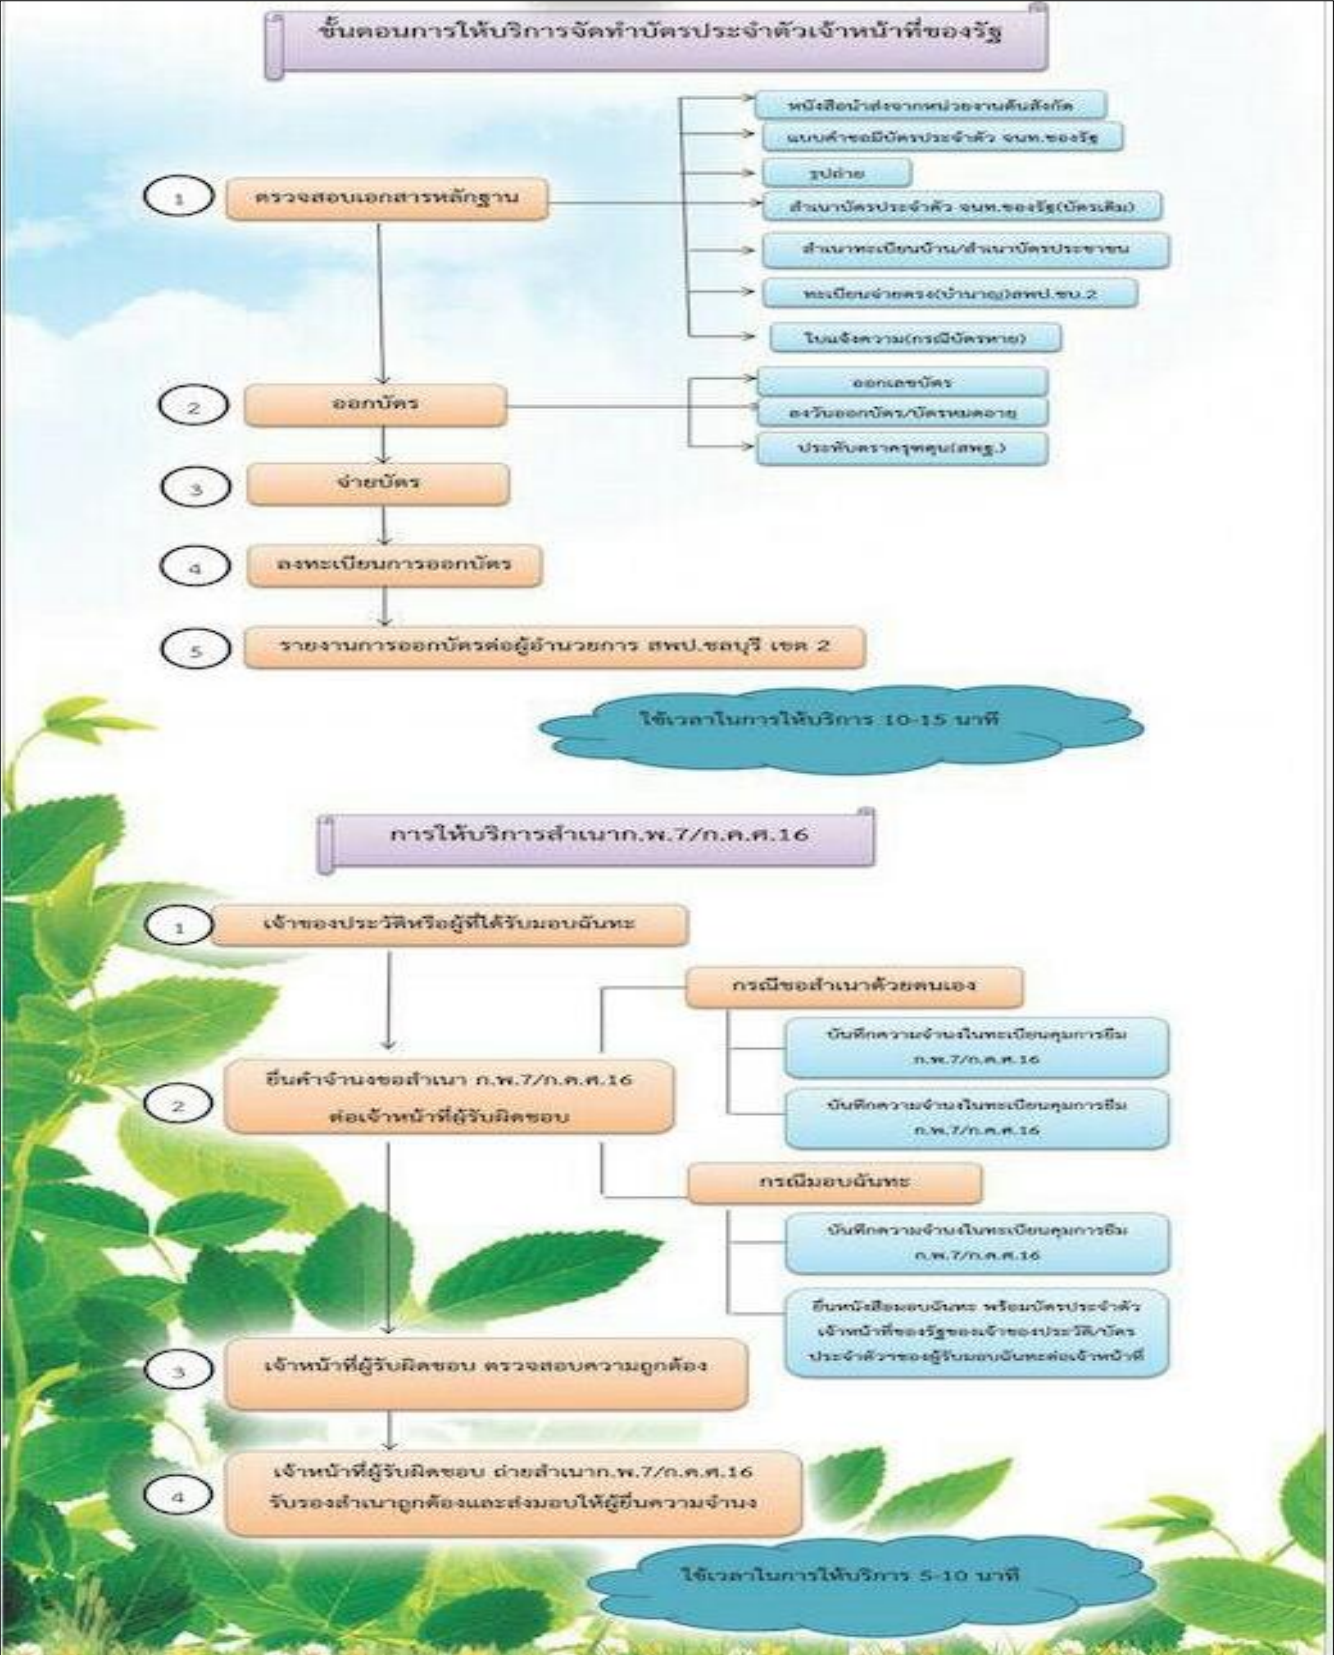 ขั้นตอนการให้บริการจัดทำบัตรประจำตัวเจ้าหน้าที่ของรัฐ
หนังสือนำส่งจากหน่วยงานต้นสังกัด
แบบคำขอมีบัตรประจำตัว จนท.ของรัฐ
รูปถ่าย
1
ตรวจสอบเอกสารหลักฐาน
สำเนาบัตรประจำตัว จนท.ของรัฐ(บัตรเดิม)
สำเนาทะเบียนบ้าน/สำเนาบัตรประชาชน
ทะเบียนจ่ายตรง(บำนาญ)สพป.ชบ.2
ใบแจ้งความ(กรณีบัตรหาย)
2
ออกบัตร
ออกเลขบัตร
ลงวันออกบัตร/บัตรหมดอายุ
ประทับตราครุฑดุน(สพฐ.)
3
จ่ายบัตร
4
ลงทะเบียนการออกบัตร
5
รายงานการออกบัตรต่อผู้อำนวยการ สพป.ชลบุรี เขต 2
ใช้เวลาในการให้บริการ 10-15 นาที
การให้บริการสำเนาก.พ.7/ก.ค.ศ.16
1
เจ้าของประวัติหรือผู้ที่ได้รับมอบฉันทะ
กรณีขอสำเนาด้วยตนเอง
บันทึกความจำนงในทะเบียนคุมการยืม
ก.พ.7/ก.ค.ศ.16
2
ยื่นคำจำนงขอสำเนา ก.พ.7/ก.ค.ศ.16
ต่อเจ้าหน้าที่ผู้รับผิดชอบ
บันทึกความจำนงในทะเบียนคุมการยืม
ก.พ.7/ก.ค.ศ.16
กรณีมอบฉันทะ
บันทึกความจำนงในทะเบียนคุมการยืม
ก.พ.7/ก.ค.ศ.16
ยื่นหนังสือมอบฉันทะ พร้อมบัตรประจำตัว
เจ้าหน้าที่ของรัฐของเจ้าของประวัติ/บัตร
ประจำตัวฯของผู้รับมอบฉันทะต่อเจ้าหน้าที่
3
เจ้าหน้าที่ผู้รับผิดชอบ ตรวจสอบความถูกต้อง
4
เจ้าหน้าที่ผู้รับผิดชอบ ถ่ายสำเนาก.พ.7/ก.ค.ศ.16
รับรองสำเนาถูกต้องและส่งมอบให้ผู้ยื่นความจำนง
ใช้เวลาในการให้บริการ 5-10 นาที